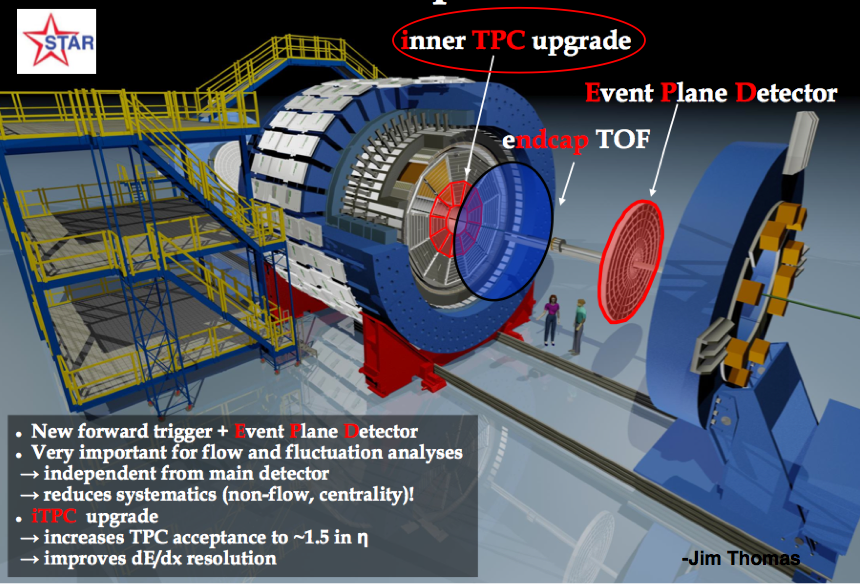 STAR
inner TPC upgrade
Event Plane Detector
endcap TOF
• New forward trigger + Event Plane Detector
• Very important for flow and fluctuation analyses
→ independent from main detector
→ reduces systematics (non-flow, centrality)!
• iTPC upgrade
→ increases TPC acceptance to ~1.5 in η
→ improves dE/dx resolution
-Jim Thomas